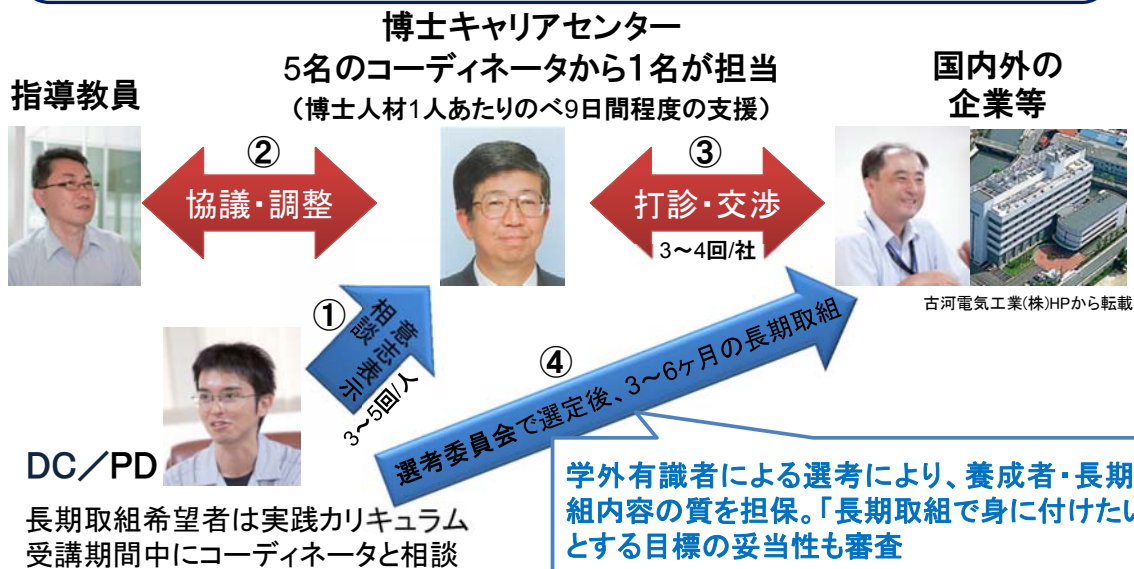 博士キャリアセンター
5名のコーディネータから1名が担当
（博士人材1人あたりのべ9日間程度の支援）
指導教員
国内外の
企業等
②
協議・調整
③
打診・交渉
3～4回/社
古河電気工業(株)HPから転載
①
意志表示
相談
3～5回/人
④
選考委員会で選定後、3～6ヶ月の長期取組
DC／PD
長期取組希望者は実践カリキュラム
受講期間中にコーディネータと相談
学外有識者による選考により、養成者・長期
組内容の質を担保。「長期取組で身に付けたい
とする目標の妥当性も審査